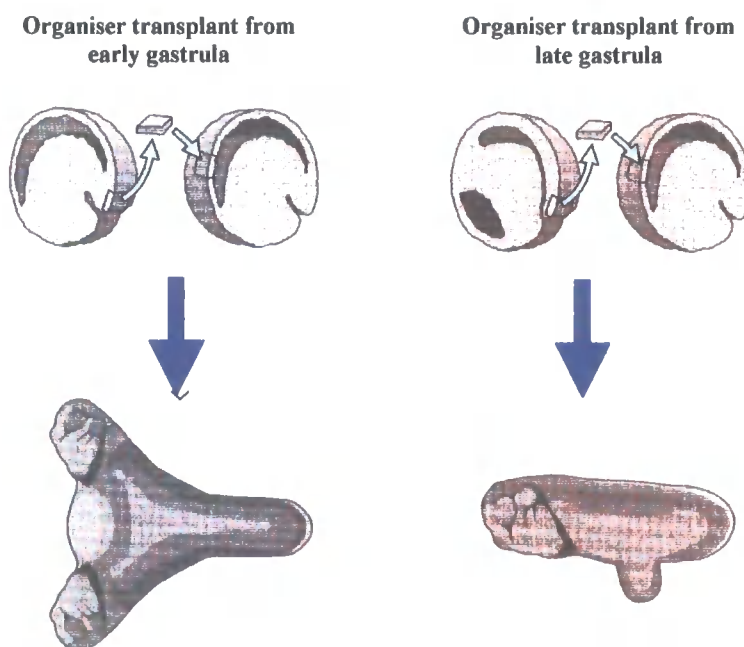 Organiser transplant from
early gastrula
Organiser transplant from
late gastrula